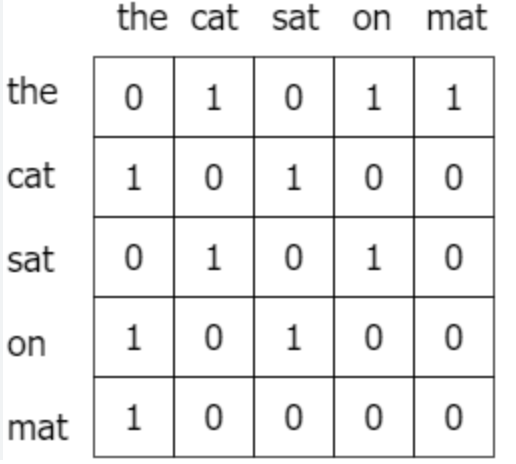 the cat sat on mat
the 0 1 0 1 1
cat 1 0 1 0 0
sat 0 1 0 1 0
on 1 0 1 0 0
mat 1 0 0 0 0